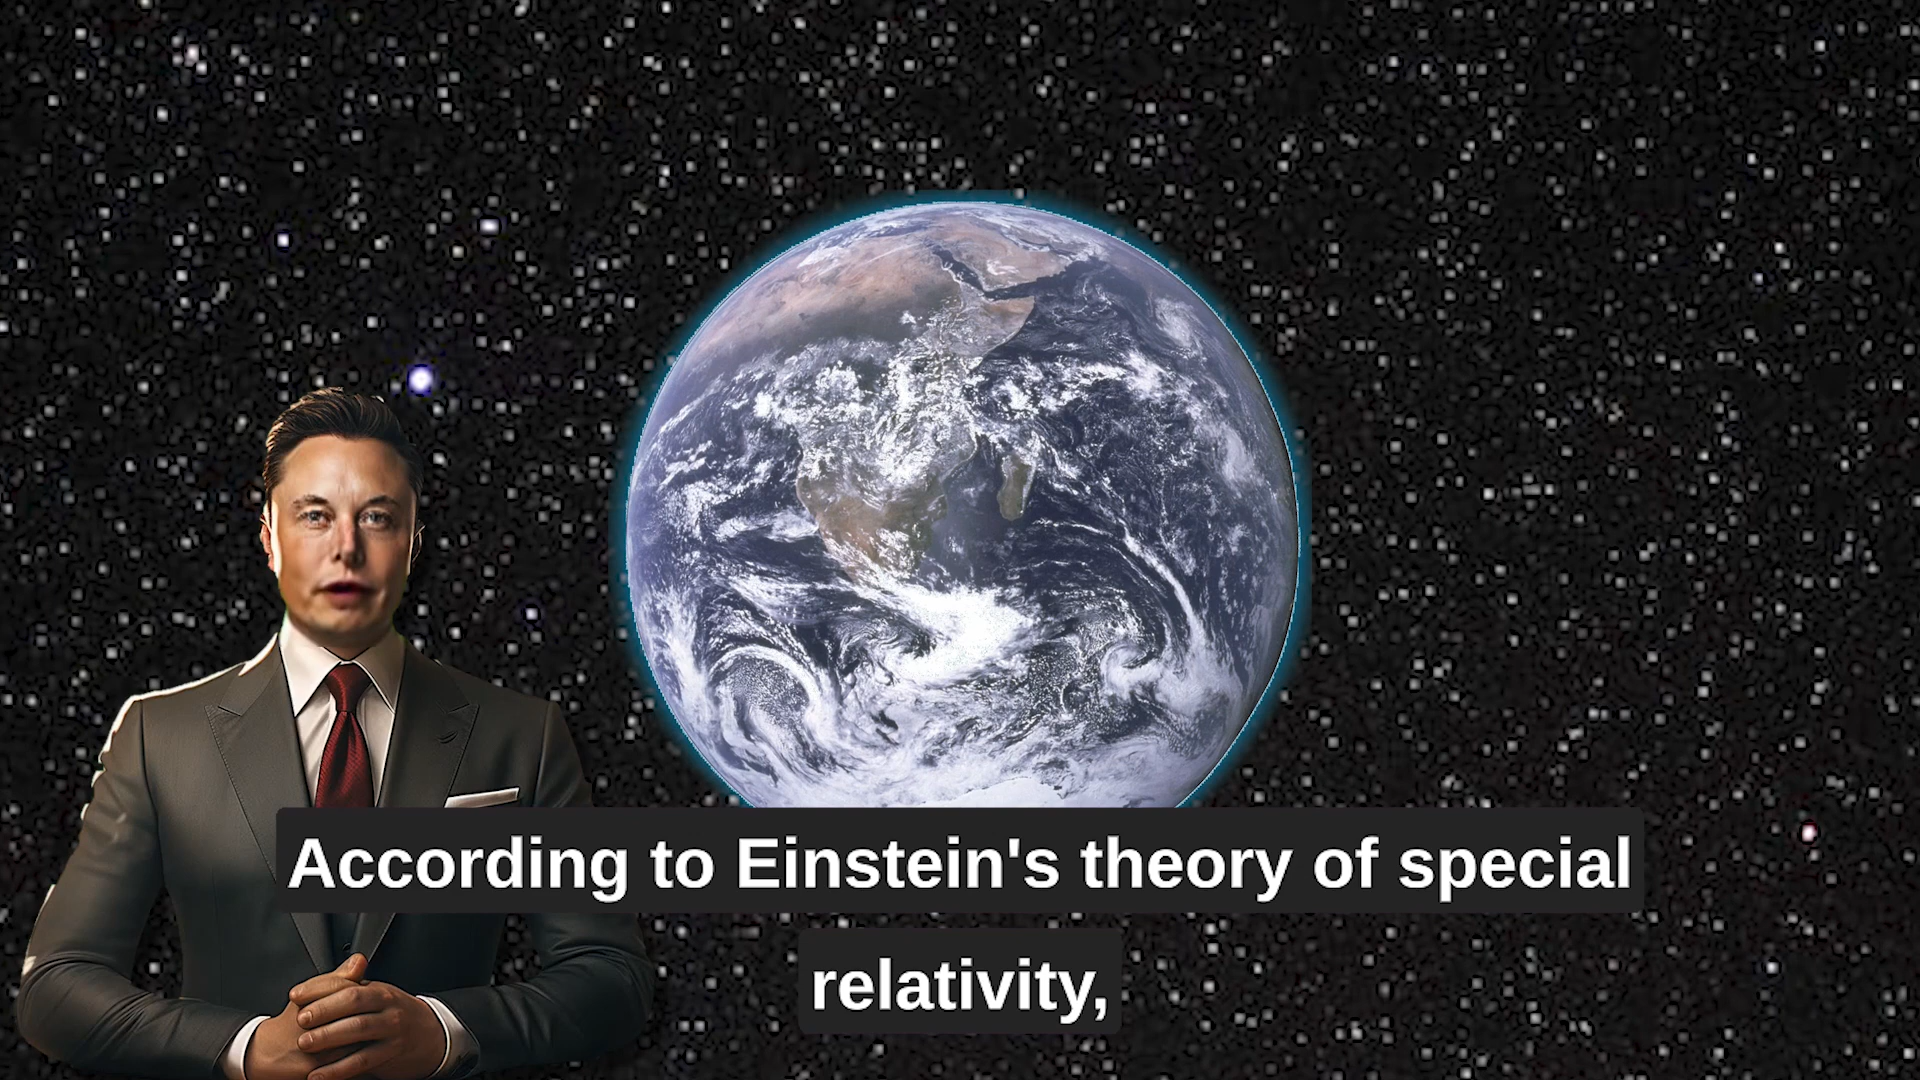 According to Einstein's theory of special
relativity,